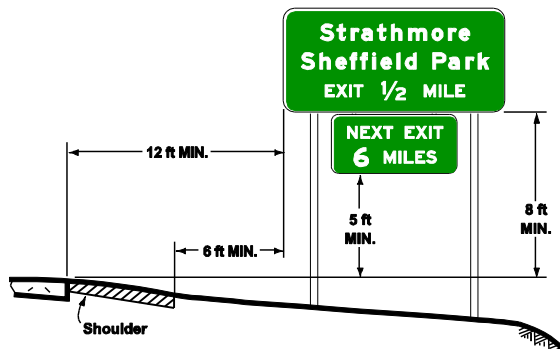 Strathmore
Sheffield Park
EXIT 1/2 MILE
NEXT EXIT
6 MILES
12 ft MIN.
6 ft MIN.
5 ft
MIN.
8 ft
MIN.
Shoulder